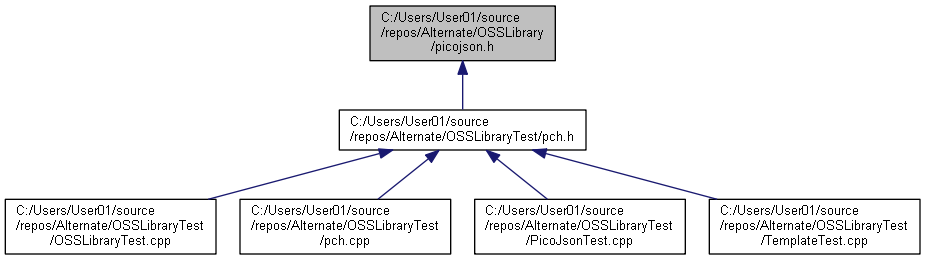 C:/Users/User01/source
/repos/Alternate/OSSLibrary
/picojson.h
C:/Users/User01/source
/repos/Alternate/OSSLibraryTest/pch.h
C:/Users/User01/source
/repos/Alternate/OSSLibraryTest
/OSSLibraryTest.cpp
C:/Users/User01/source
/repos/Alternate/OSSLibraryTest
/pch.cpp
C:/Users/User01/source
/repos/Alternate/OSSLibraryTest
/PicoJsonTest.cpp
C:/Users/User01/source
/repos/Alternate/OSSLibraryTest
/TemplateTest.cpp